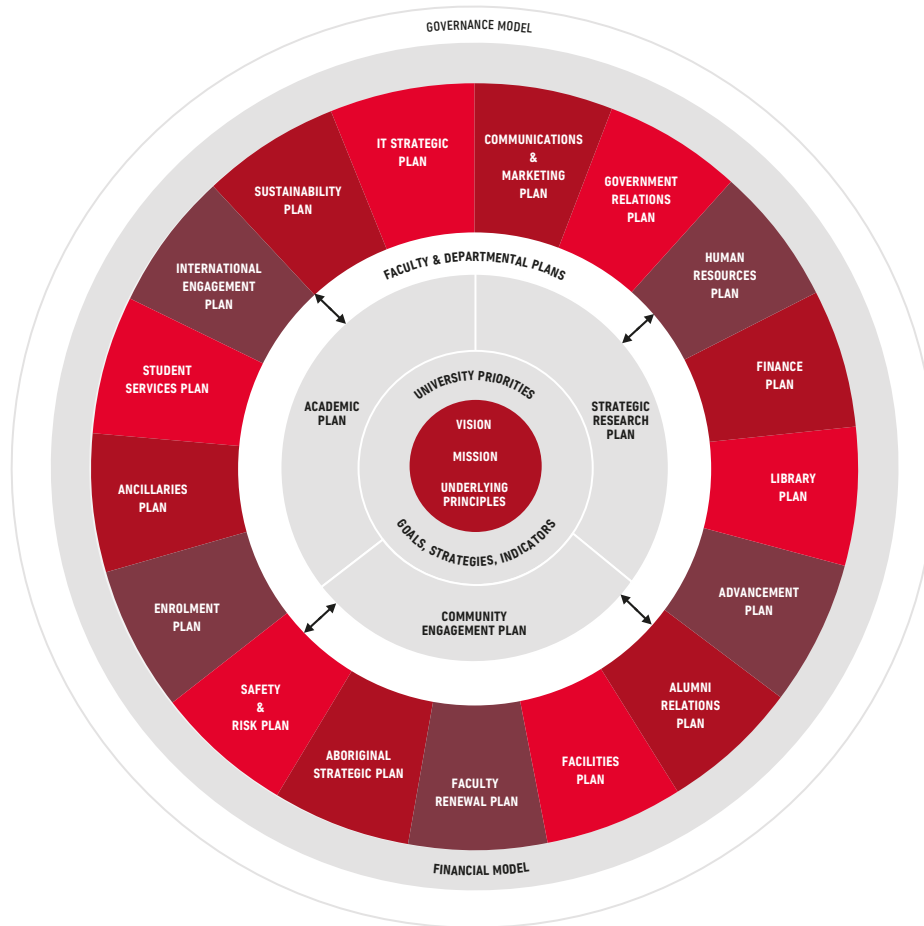 GOVERNANCE MODEL
IT STRATEGIC
PLAN
COMMUNICATIONS
&
MARKETING
PLAN
GOVERNMENT
RELATIONS
PLAN
HUMAN
RESOURCES
PLAN
FINANCE
PLAN
LIBRARY
PLAN
ADVANCEMENT
PLAN
ALUMNI
RELATIONS
PLAN
FACILITIES
PLAN
FACULTY
RENEWAL PLAN
ABORIGINAL
STRATEGIC PLAN
SAFETY
&
RISK PLAN
ENROLMENT
PLAN
ANCILLARIES
PLAN
STUDENT
SERVICES PLAN
INTERNATIONAL
ENGAGEMENT
PLAN
SUSTAINABILITY
PLAN
FACULTY & DEPARTMENTAL PLANS
ACADEMIC
PLAN
STRATEGIC
RESEARCH
PLAN
COMMUNITY
ENGAGEMENT PLAN
UNIVERSITY PRIORITIES
VISION
MISSION
UNDERLYING
PRINCIPLES
GOALS, STRATEGIES, INDICATORS
FINANCIAL MODEL